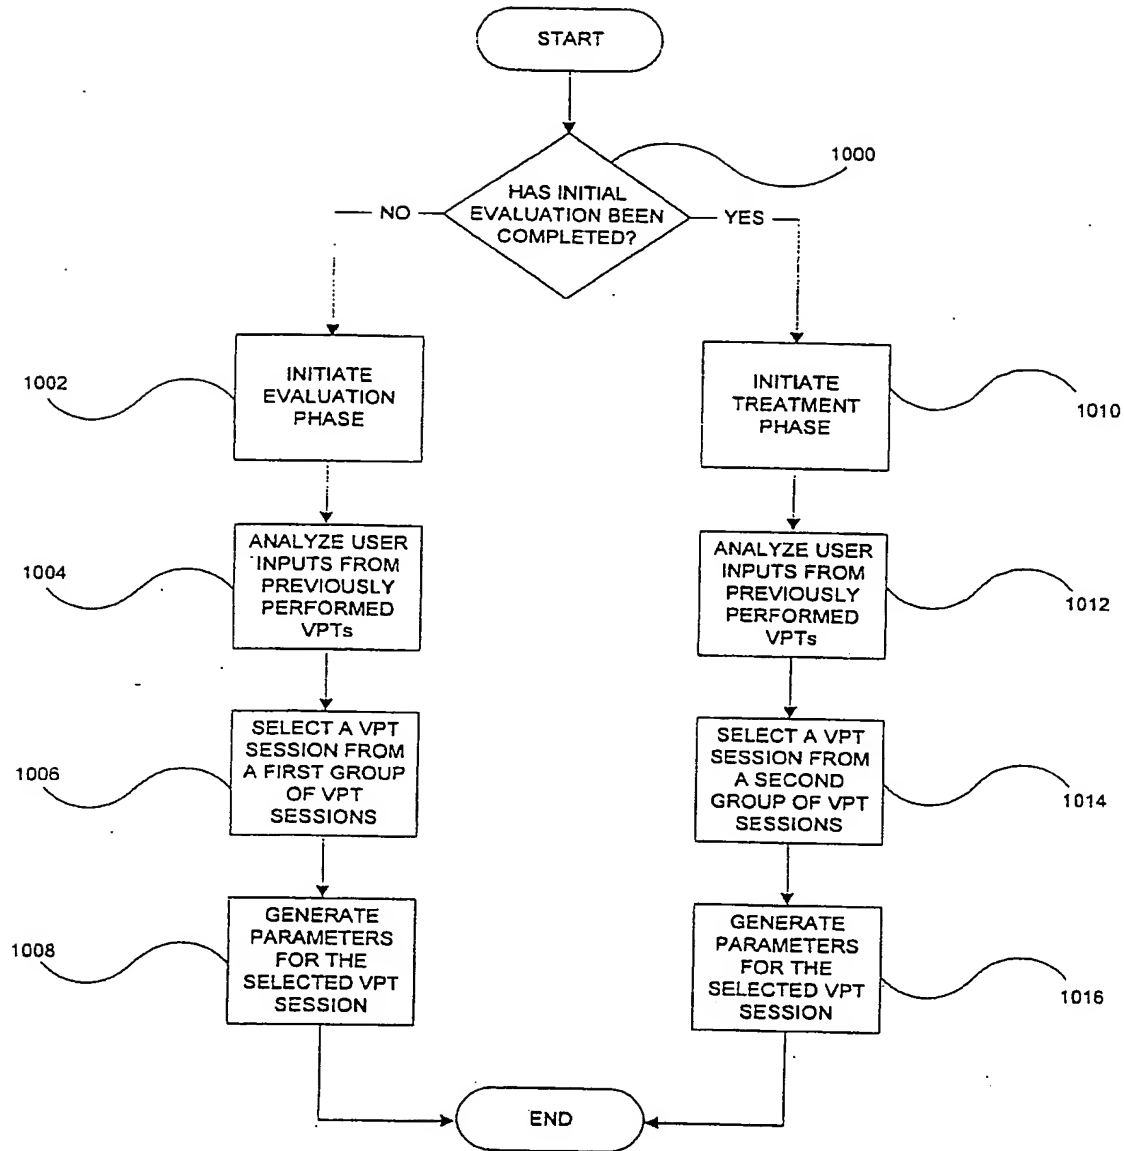 START
1000
HAS INITIAL
EVALUATION BEEN
COMPLETED?
NO
YES
INITIATE
EVALUATION
PHASE
1002
INITIATE
TREATMENT
PHASE
1010
ANALYZE USER
INPUTS FROM
PREVIOUSLY
PERFORMED
VPTs
1004
ANALYZE USER
INPUTS FROM
PREVIOUSLY
PERFORMED
VPTs
1012
SELECT A VPT
SESSION FROM
A FIRST GROUP
OF VPT
SESSIONS
1006
SELECT A VPT
SESSION FROM
A SECOND
GROUP OF VPT
SESSIONS
1014
GENERATE
PARAMETERS
FOR THE
SELECTED VPT
SESSION
1008
GENERATE
PARAMETERS
FOR THE
SELECTED VPT
SESSION
1016
END